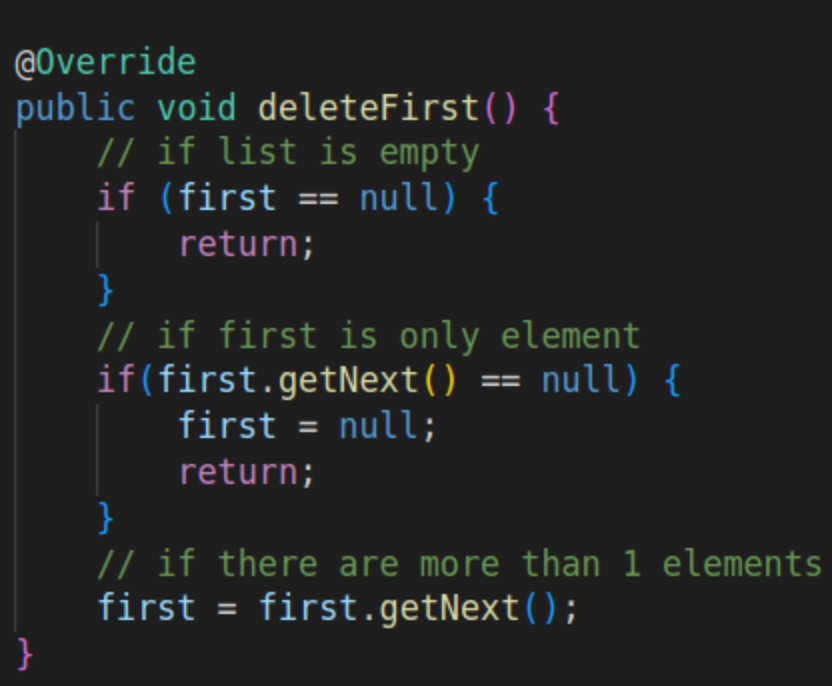 @Override
public void deleteFirst() {
    // if list is empty
    if (first == null) {
        return;
    }
    // if first is only element
    if(first.getNext() == null) {
        first = null;
        return;
    }
    // if there are more than 1 elements
    first = first.getNext();
}